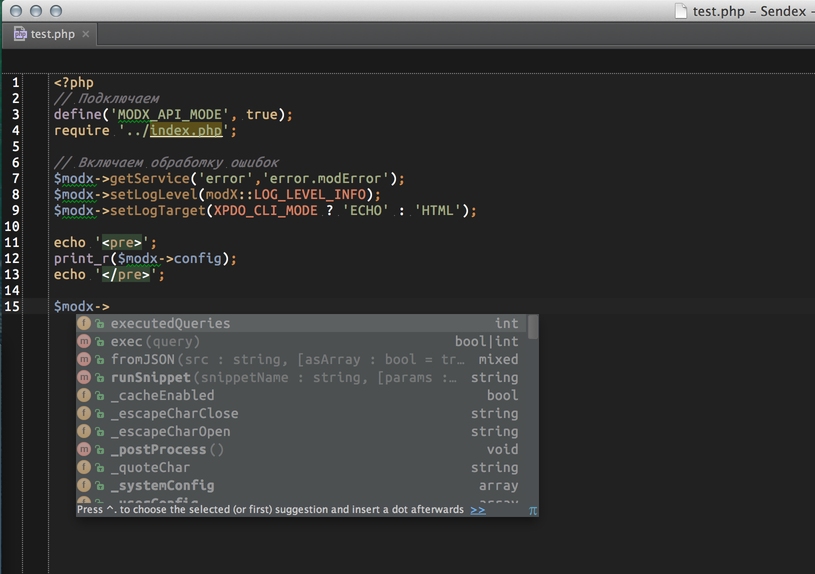 test.php – Sendex –
test.php
1 <?php
2 // Подключаем
3 define('MODX_API_MODE', true);
4 require '../index.php';
5
6 // Включаем обработку ошибок
7 $modx->getService('error','error.modError');
8 $modx->setLogLevel(modX::LOG_LEVEL_INFO);
9 $modx->setLogTarget(XPDO_CLI_MODE ? 'ECHO' : 'HTML');
10
11 echo '<pre>';
12 print_r($modx->config);
13 echo '</pre>';
14
15 $modx->
f executedQueries int
m exec(query) bool|int
m fromJSON(src : string, [asArray : bool = tr… mixed
m runSnippet(snippetName : string, [params :… string
f _cacheEnabled bool
f _escapeCharClose string
f _escapeCharOpen string
m _postProcess() void
f _quoteChar string
f _systemConfig array
f _userConfig array
Press ^. to choose the selected (or first) suggestion and insert a dot afterwards >> π